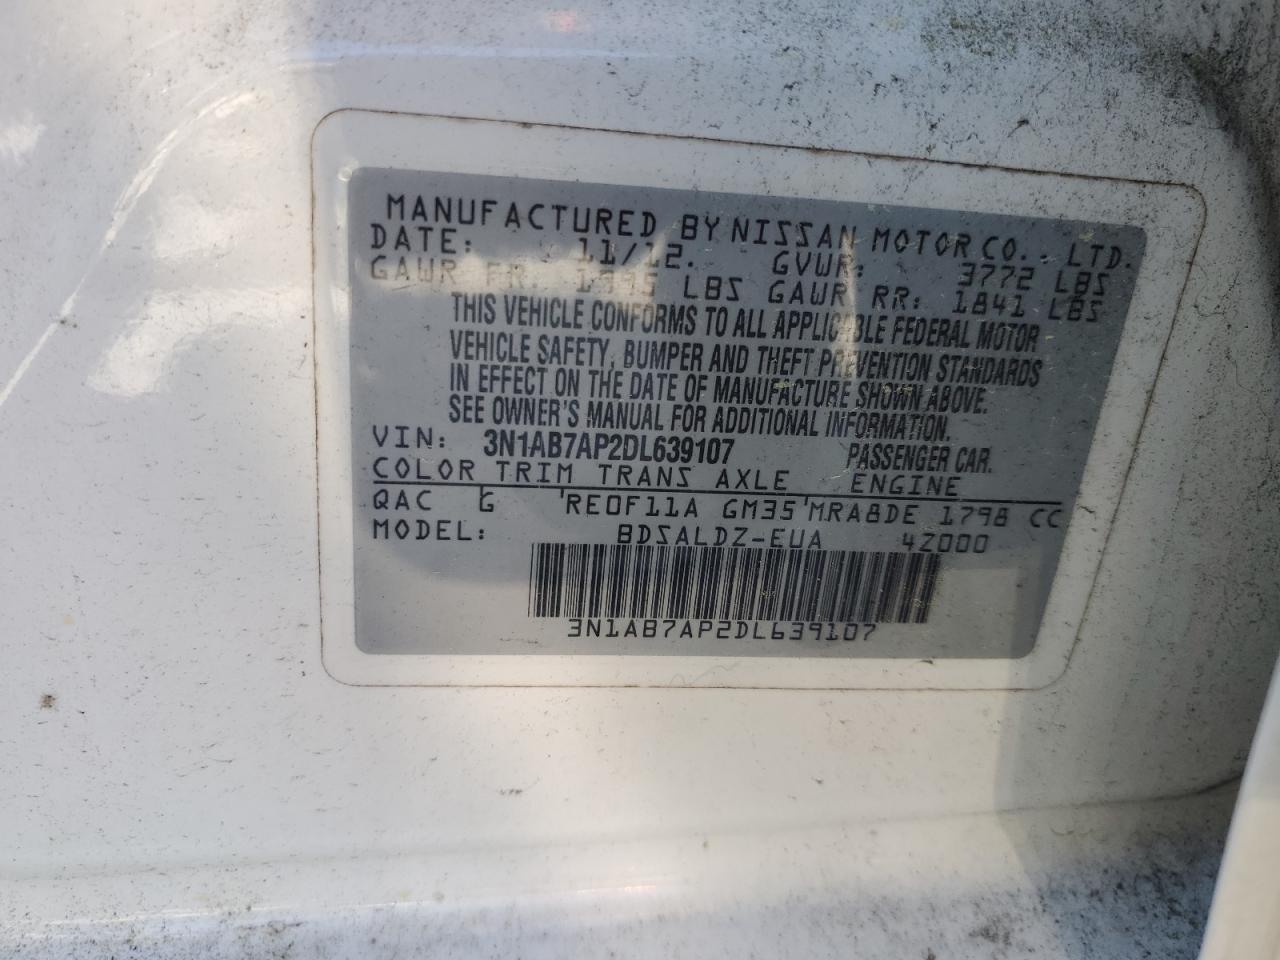 MANUFACTURED BY NISSAN MOTOR CO., LTD.
DATE: 11/12. GVWR: 3772 LBS
GAWR FR: LBS GAWR RR: 1841 LBS
THIS VEHICLE CONFORMS TO ALL APPLICABLE FEDERAL MOTOR
VEHICLE SAFETY, BUMPER AND THEFT PREVENTION STANDARDS
IN EFFECT ON THE DATE OF MANUFACTURE SHOWN ABOVE.
SEE OWNER'S MANUAL FOR ADDITIONAL INFORMATION.
VIN: 3N1AB7AP2DL639107 PASSENGER CAR.
COLOR TRIM TRANS AXLE ENGINE
QAC G REOF11A GM35 MRA8DE 1798 CC
MODEL: BDSALDZ-EUA 4Z000
3N1AB7AP2DL639107